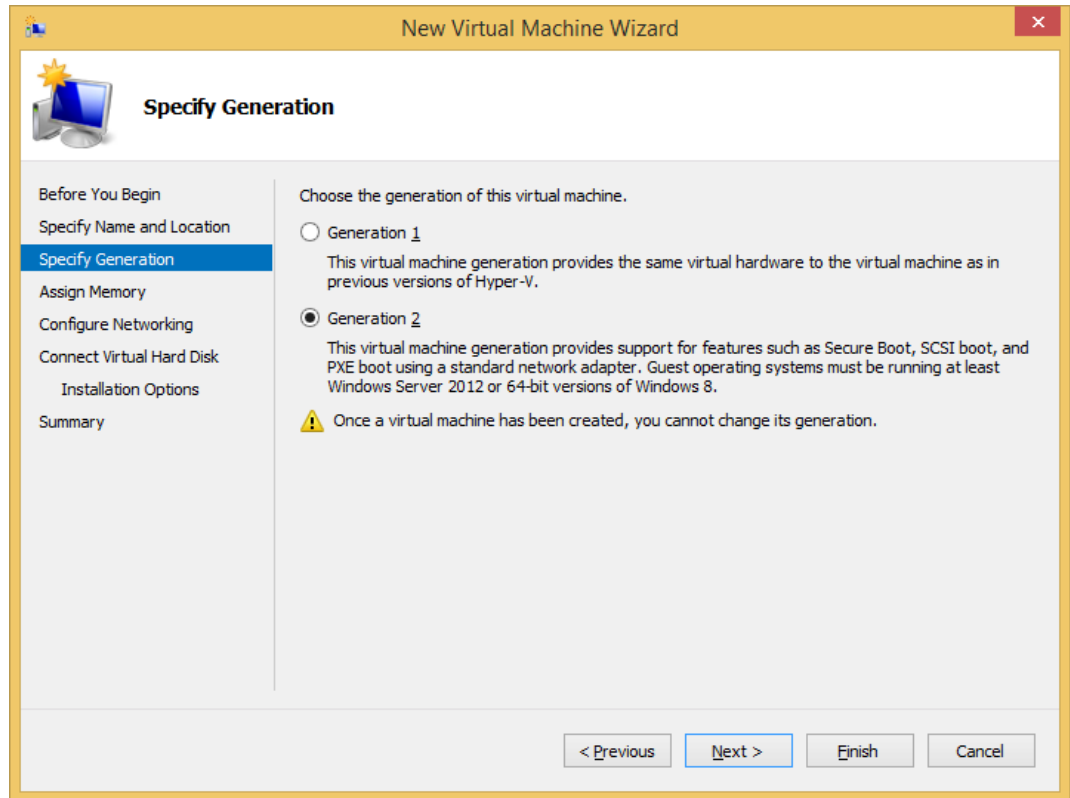 New Virtual Machine Wizard
Specify Generation
Before You Begin
Specify Name and Location
Specify Generation
Assign Memory
Configure Networking
Connect Virtual Hard Disk
Installation Options
Summary
Choose the generation of this virtual machine.
Generation 1
This virtual machine generation provides the same virtual hardware to the virtual machine as in
previous versions of Hyper-V.
Generation 2
This virtual machine generation provides support for features such as Secure Boot, SCSI boot, and
PXE boot using a standard network adapter. Guest operating systems must be running at least
Windows Server 2012 or 64-bit versions of Windows 8.
Once a virtual machine has been created, you cannot change its generation.
< Previous
Next >
Finish
Cancel